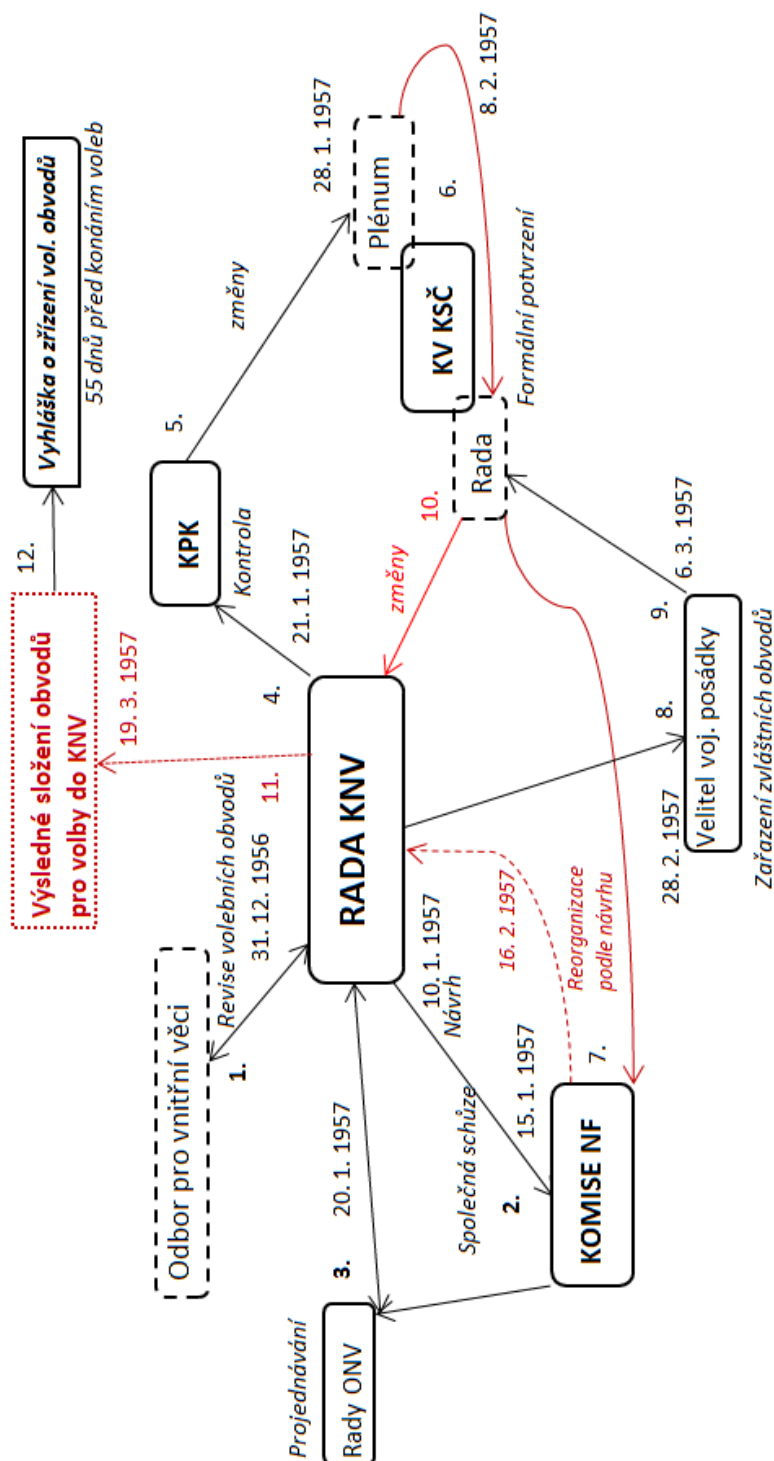 Projednávání
Rady ONV
3.
20. 1. 1957
Odbor pro vnitřní věci
1.
Revise volebních obvodů
31. 12. 1956
Výsledné složení obvodů
pro volby do KNV
19. 3. 1957
11.
12.
Vyhláška o zřízení vol. obvodů
55 dnů před konáním voleb
RADA KNV
4.
21. 1. 1957
Kontrola
KPK
5.
změny
28. 1. 1957
Plénum
KV KSČ
Rada
6.
8. 2. 1957
Formální potvrzení
10.
změny
10. 1. 1957
Návrh
Společná schůze
2.
15. 1. 1957
KOMISE NF
7.
16. 2. 1957
Reorganizace
podle návrhu
28. 2. 1957
8.
Velitel voj. posádky
9.
6. 3. 1957
Zařazení zvláštních obvodů